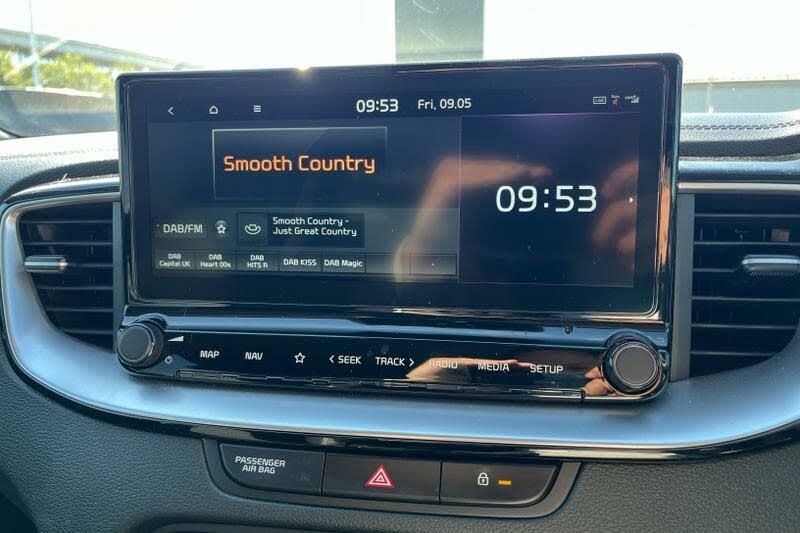 09:53 Fri, 09.05
LIVE
Smooth Country
09:53
DAB/FM
Smooth Country -
Just Great Country
DAB Capital UK
DAB Heart 00s
DAB HITS R
DAB KISS
DAB Magic
MAP
NAV
SEEK
TRACK
RADIO
MEDIA
SETUP
PASSENGER
AIR BAG